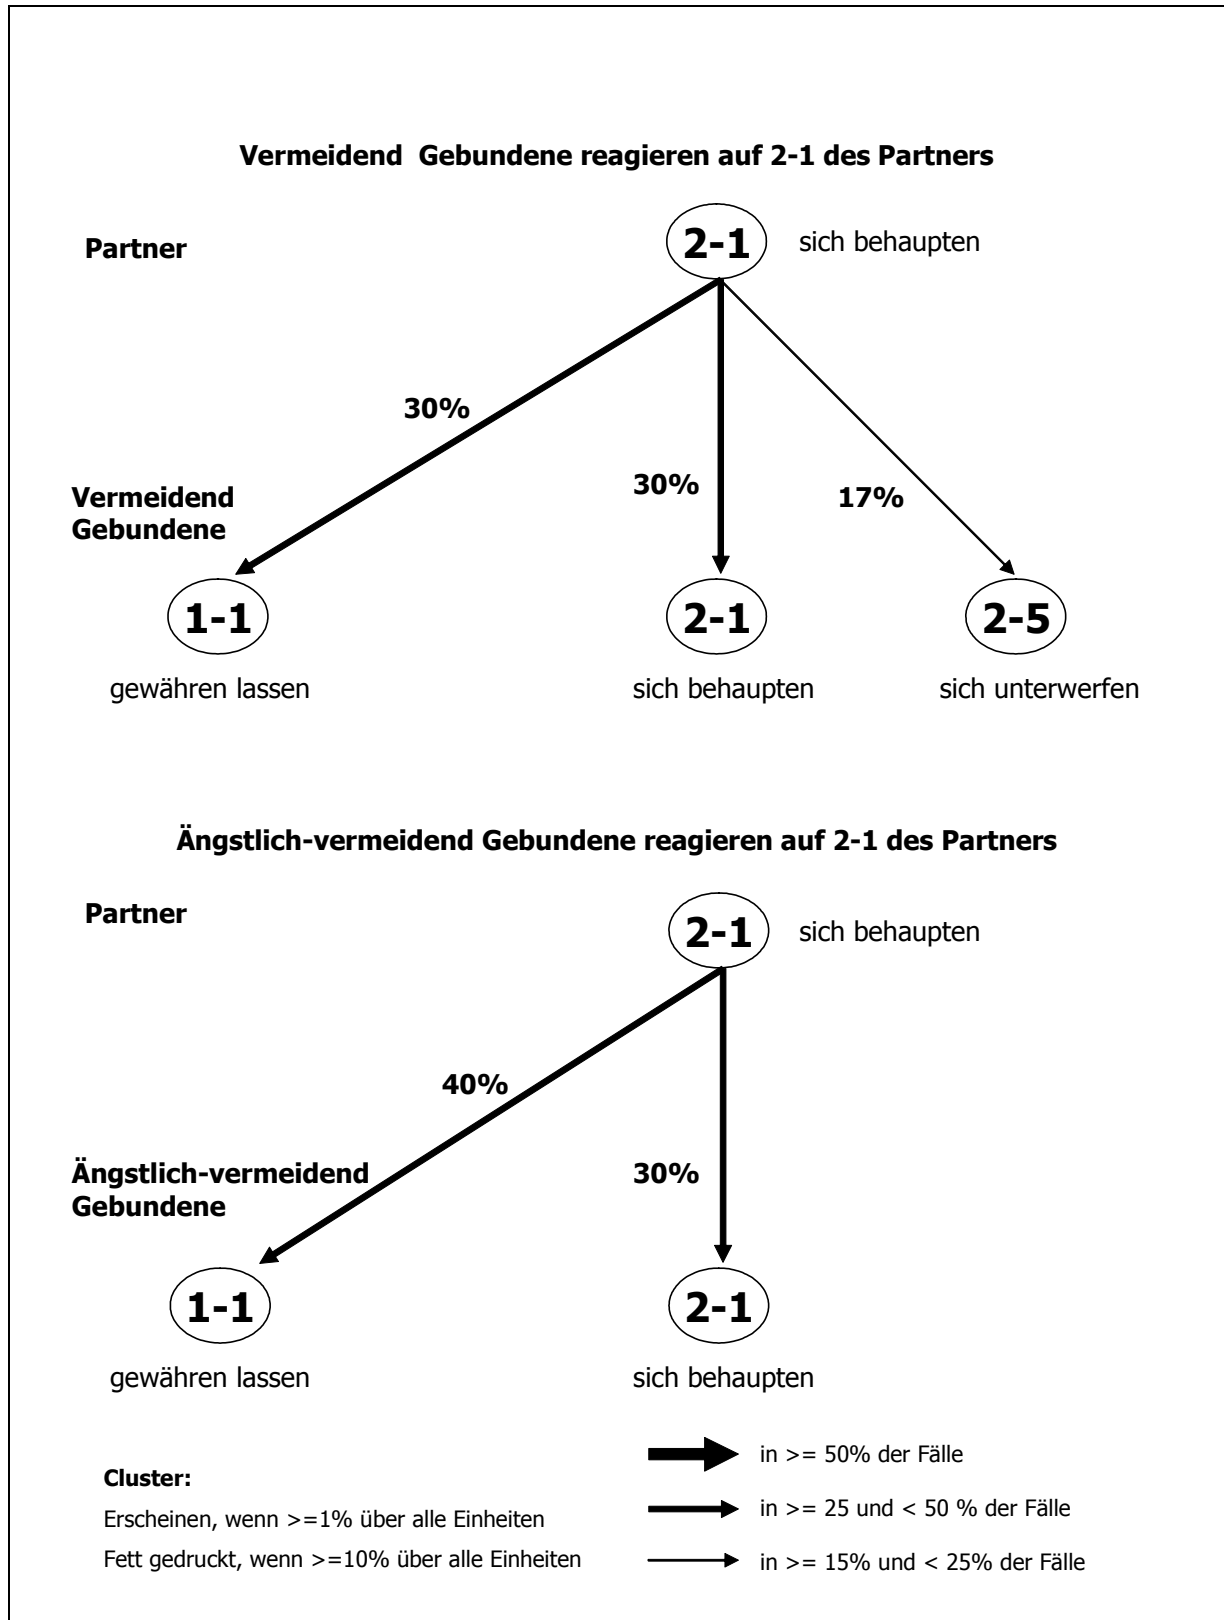 Vermeidend  Gebundene reagieren auf 2-1 des Partners
Partner
2-1
sich behaupten
30%
30%
17%
Vermeidend
Gebundene
1-1
2-1
2-5
gewähren lassen
sich behaupten
sich unterwerfen
Ängstlich-vermeidend Gebundene reagieren auf 2-1 des Partners
Partner
2-1
sich behaupten
40%
30%
Ängstlich-vermeidend
Gebundene
1-1
2-1
gewähren lassen
sich behaupten
Cluster:
Erscheinen, wenn >=1% über alle Einheiten
Fett gedruckt, wenn >=10% über alle Einheiten
in >= 50% der Fälle
in >= 25 und < 50 % der Fälle
in >= 15% und < 25% der Fälle